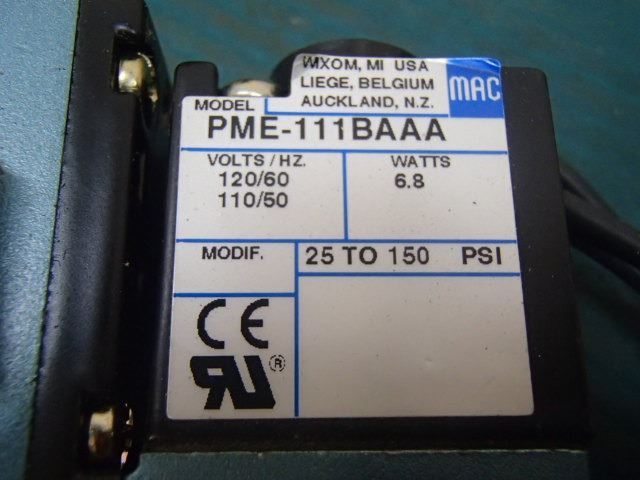 WIXOM, MI USA
LIEGE, BELGIUM
AUCKLAND, N.Z.
MAC
MODEL
PME-111BAAA
VOLTS / HZ.
120/60
110/50
WATTS
6.8
MODIF.
25 TO 150 PSI
CE
RU®